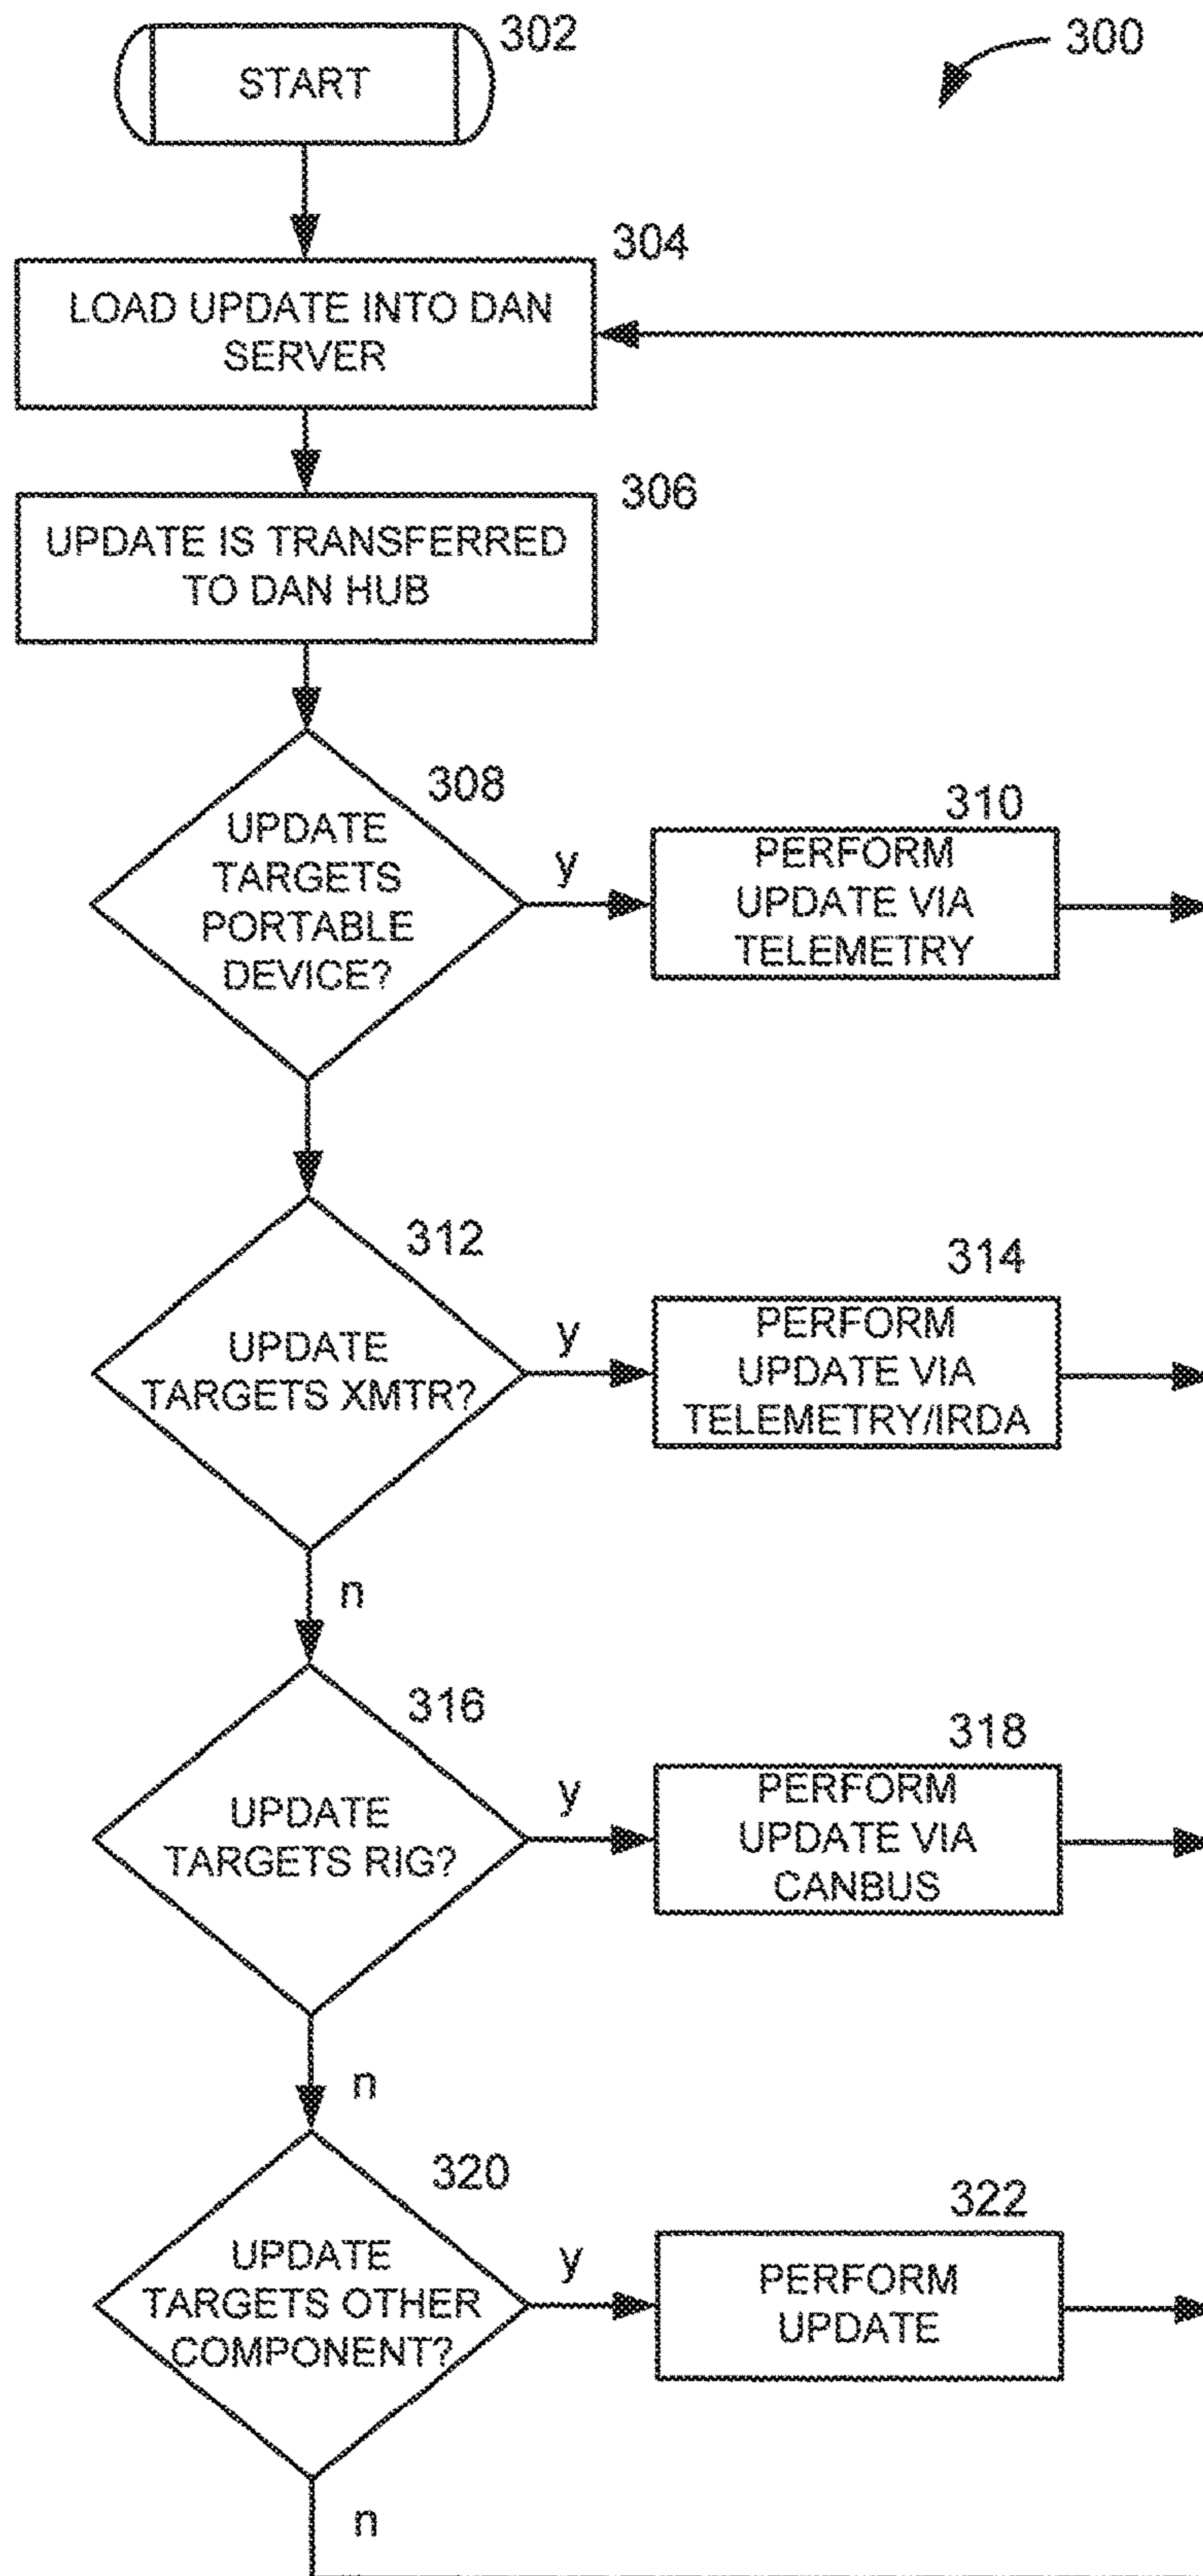 302
300
START
304
LOAD UPDATE INTO DAN
SERVER
306
UPDATE IS TRANSFERRED
TO DAN HUB
308
UPDATE
TARGETS
PORTABLE
DEVICE?
y
310
PERFORM
UPDATE VIA
TELEMETRY
312
UPDATE
TARGETS XMTR?
y
314
PERFORM
UPDATE VIA
TELEMETRY/IRDA
n
316
UPDATE
TARGETS RIG?
y
318
PERFORM
UPDATE VIA
CANBUS
n
320
UPDATE
TARGETS OTHER
COMPONENT?
y
322
PERFORM
UPDATE
n